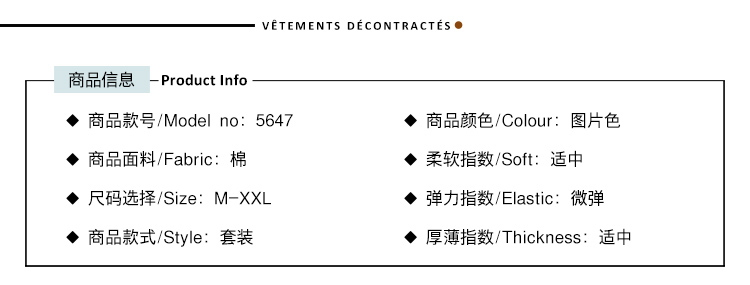 VÊTEMENTS DÉCONTRACTÉS
商品信息 Product Info
◆ 商品款号/Model no: 5647
◆ 商品颜色/Colour: 图片色
◆ 商品面料/Fabric: 棉
◆ 柔软指数/Soft: 适中
◆ 尺码选择/Size: M-XXL
◆ 弹力指数/Elastic: 微弹
◆ 商品款式/Style: 套装
◆ 厚薄指数/Thickness: 适中